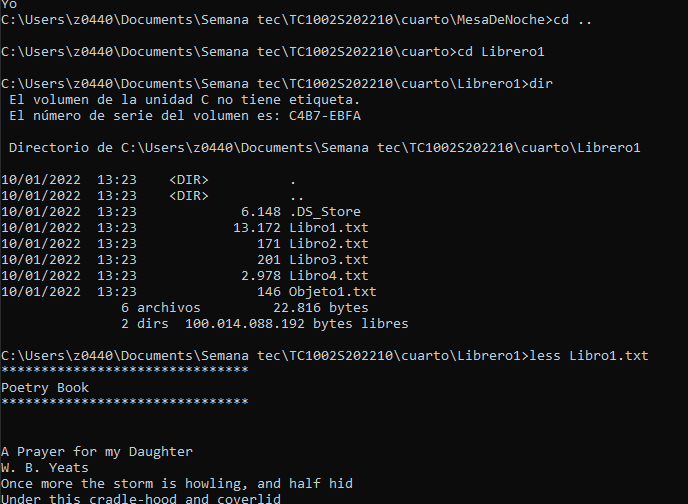 Yo
C:\Users\z0440\Documents\Semana tec\TC1002S202210\cuarto\MesaDeNoche>cd ..
C:\Users\z0440\Documents\Semana tec\TC1002S202210\cuarto>cd Librero1
C:\Users\z0440\Documents\Semana tec\TC1002S202210\cuarto\Librero1>dir
El volumen de la unidad C no tiene etiqueta.
El número de serie del volumen es: C4B7-EBFA
Directorio de C:\Users\z0440\Documents\Semana tec\TC1002S202210\cuarto\Librero1
10/01/2022  13:23    <DIR>          .
10/01/2022  13:23    <DIR>          ..
10/01/2022  13:23             6.148 .DS_Store
10/01/2022  13:23            13.172 Libro1.txt
10/01/2022  13:23               171 Libro2.txt
10/01/2022  13:23               201 Libro3.txt
10/01/2022  13:23             2.978 Libro4.txt
10/01/2022  13:23               146 Objeto1.txt
6 archivos         22.816 bytes
2 dirs  100.014.088.192 bytes libres
C:\Users\z0440\Documents\Semana tec\TC1002S202210\cuarto\Librero1>less Libro1.txt
*******************************
Poetry Book
*******************************
A Prayer for my Daughter
W. B. Yeats
Once more the storm is howling, and half hid
Under this cradle-hood and coverlid